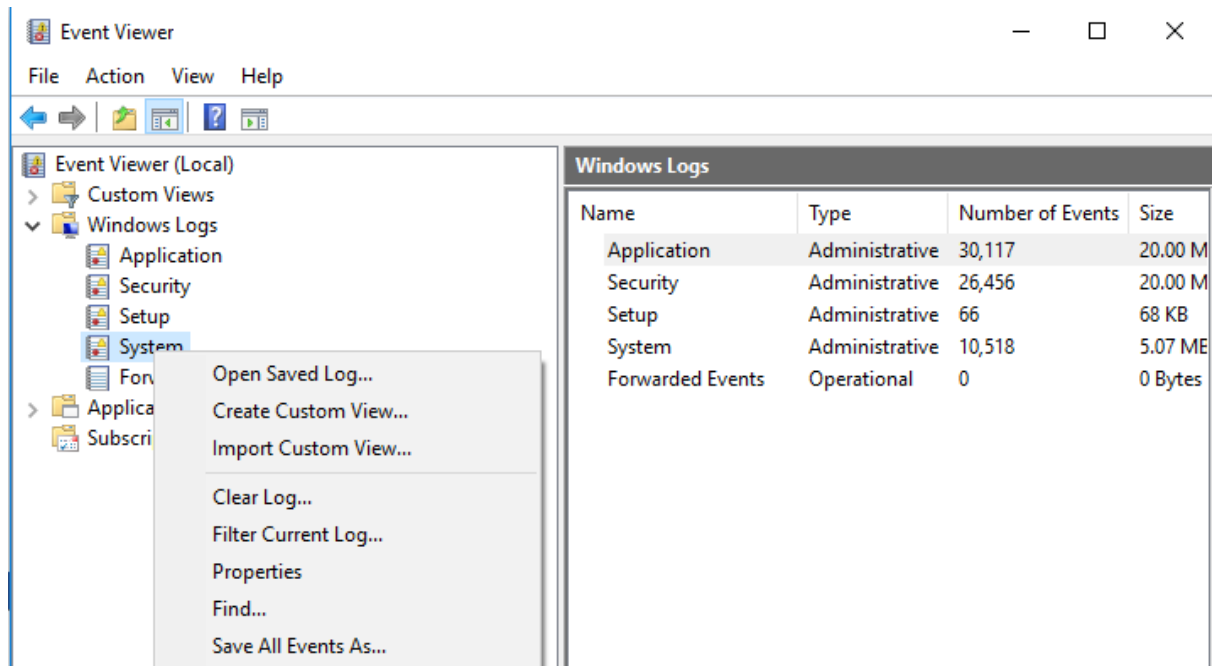 Event Viewer
File Action View Help
Event Viewer (Local)
Custom Views
Windows Logs
Application
Security
Setup
System
Open Saved Log...
Create Custom View...
Import Custom View...
Clear Log...
Filter Current Log...
Properties
Find...
Save All Events As...
Windows Logs
Name Type Number of Events Size
Application Administrative 30,117 20.00 M
Security Administrative 26,456 20.00 M
Setup Administrative 66 68 KB
System Administrative 10,518 5.07 MB
Forwarded Events Operational 0 0 Bytes